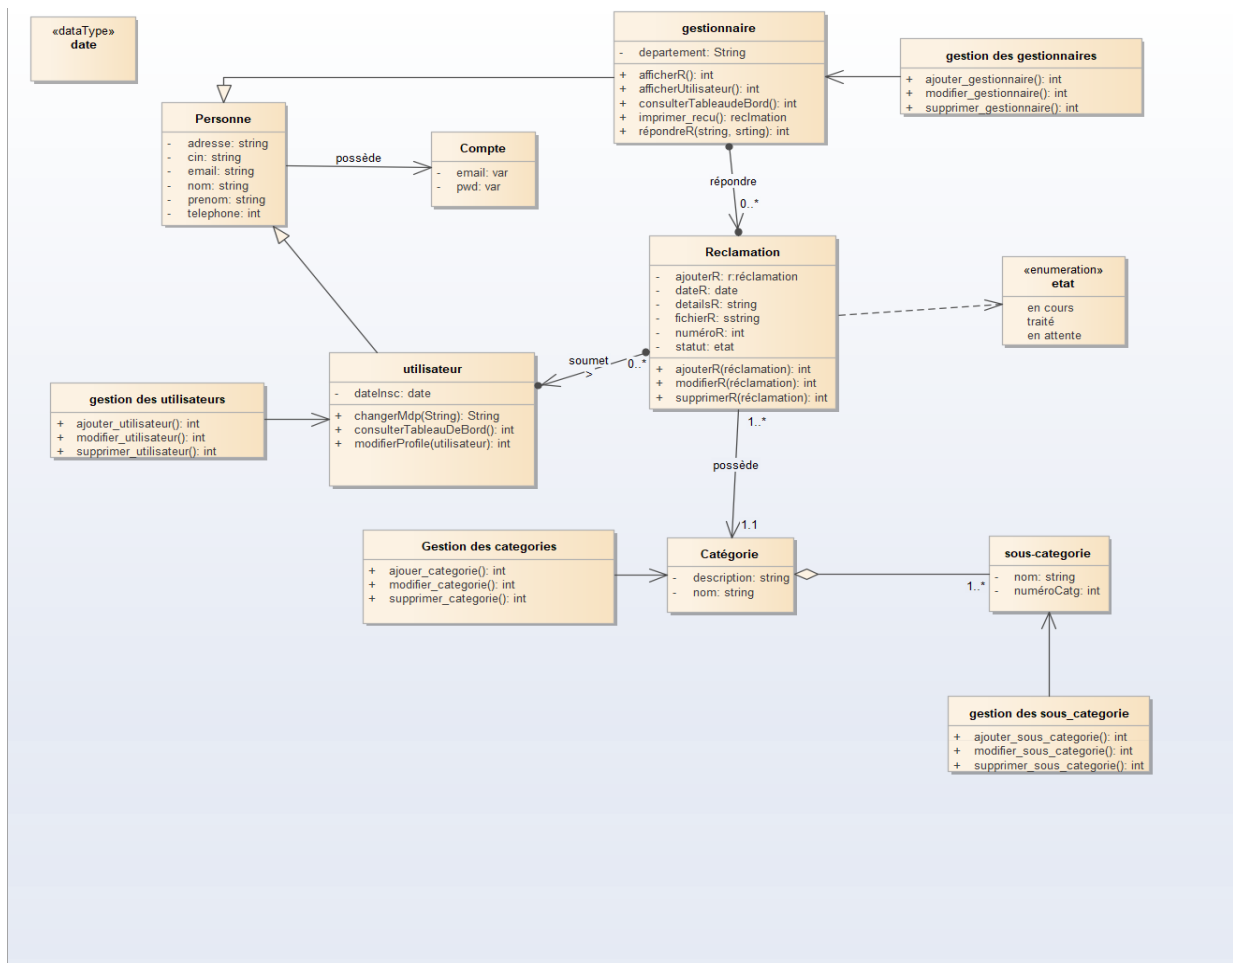 «dataType»
date
gestionnaire
- departement: String
+ afficherR(): int
+ afficherUtilisateur(): int
+ consulterTableaudeBord(): int
+ imprimer_recu(): reclmation
+ répondreR(string, srting): int
gestion des gestionnaires
+ ajouter_gestionnaire(): int
+ modifier_gestionnaire(): int
+ supprimer_gestionnaire(): int
Personne
- adresse: string
- cin: string
- email: string
- nom: string
- prenom: string
- telephone: int
possède
Compte
- email: var
- pwd: var
répondre
0..*
Reclamation
- ajouterR: r:réclamation
- dateR: date
- detailsR: string
- fichierR: sstring
- numéroR: int
- statut: etat
+ ajouterR(réclamation): int
+ modifierR(réclamation): int
+ supprimerR(réclamation): int
«enumeration»
etat
en cours
traité
en attente
soumet
>
0..*
utilisateur
- dateInsc: date
+ changerMdp(String): String
+ consulterTableauDeBord(): int
+ modifierProfile(utilisateur): int
gestion des utilisateurs
+ ajouter_utilisateur(): int
+ modifier_utilisateur(): int
+ supprimer_utilisateur(): int
1..*
possède
1.1
Gestion des categories
+ ajouer_categorie(): int
+ modifier_categorie(): int
+ supprimer_categorie(): int
Catégorie
- description: string
- nom: string
1..*
sous-categorie
- nom: string
- numéroCatg: int
gestion des sous_categorie
+ ajouter_sous_categorie(): int
+ modifier_sous_categorie(): int
+ supprimer_sous_categorie(): int